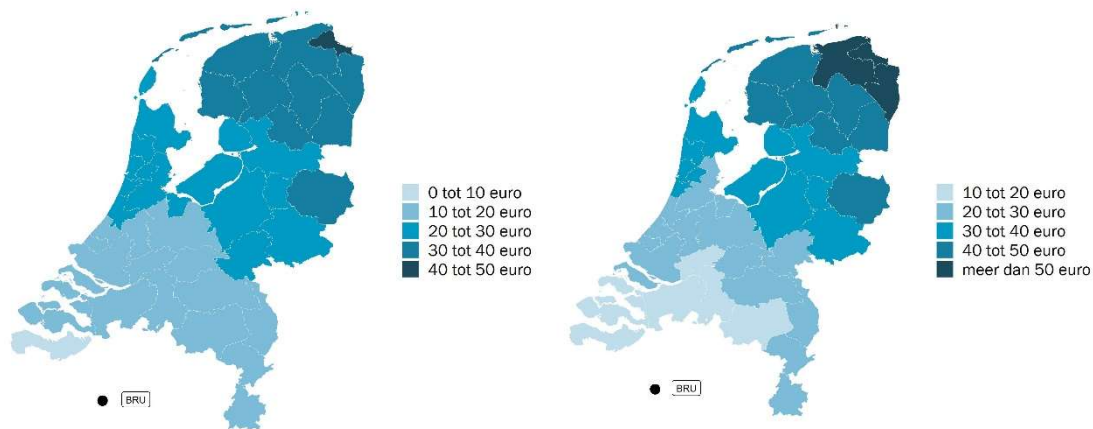 0 tot 10 euro
10 tot 20 euro
20 tot 30 euro
30 tot 40 euro
40 tot 50 euro
BRU
10 tot 20 euro
20 tot 30 euro
30 tot 40 euro
40 tot 50 euro
meer dan 50 euro
BRU